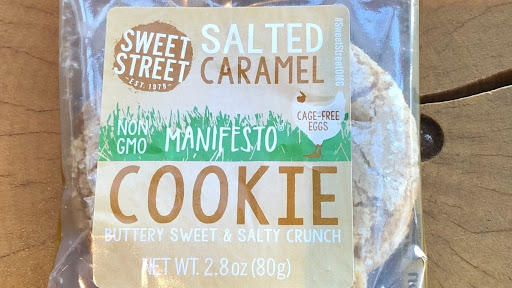 SWEET
STREET
EST. 1979
SALTED
CARAMEL
#SweetStreetOMG
CAGE-FREE
EGGS
NON
GMO
MANIFESTO®
COOKIE
BUTTERY SWEET & SALTY CRUNCH
NET WT. 2.8 oz (80g)